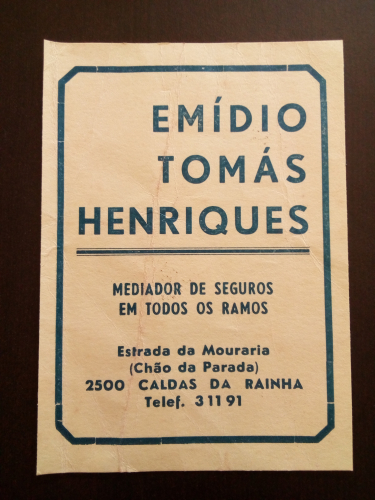 EMÍDIO
TOMÁS
HENRIQUES
MEDIADOR DE SEGUROS
EM TODOS OS RAMOS
Estrada da Mouraria
(Chão da Parada)
2500 CALDAS DA RAINHA
Telef. 31191